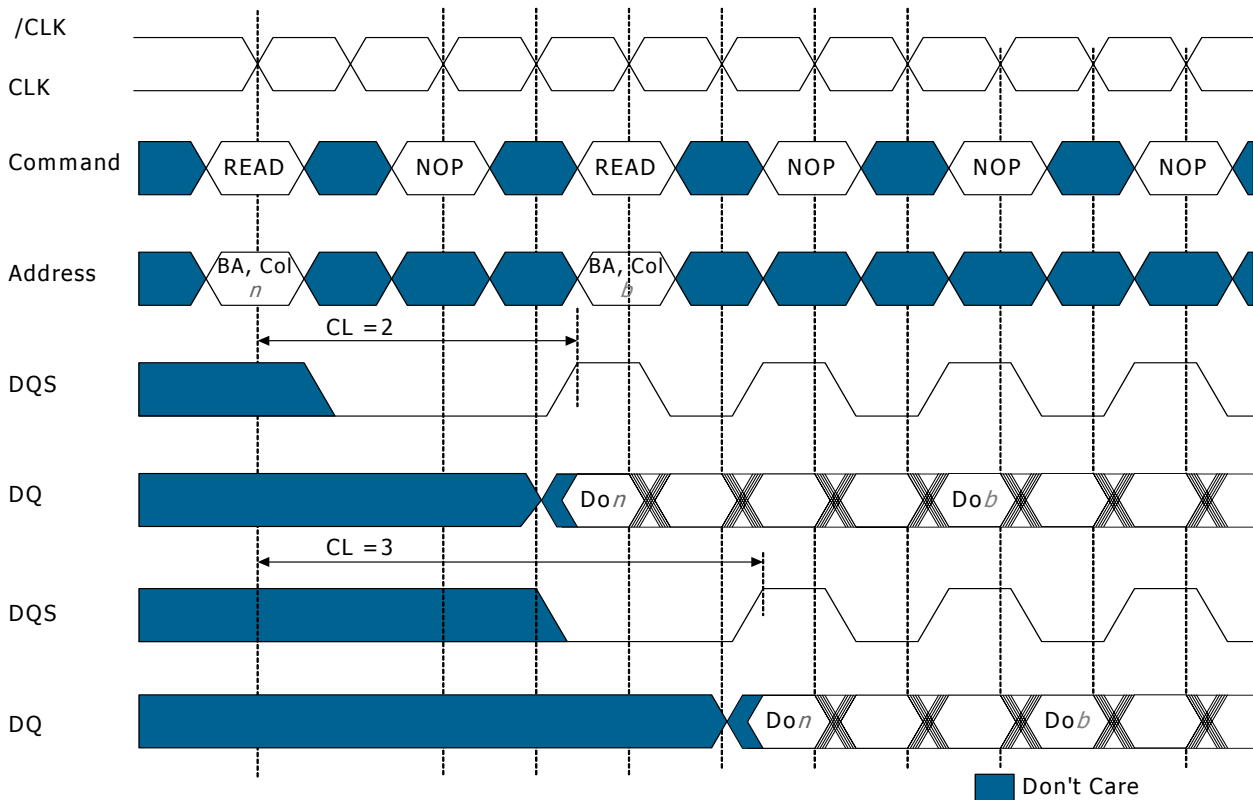 /CLK
CLK
Command READ NOP READ NOP NOP NOP
Address BA, Col BA, Col
n b
CL =2
DQS
DQ Don Dob
CL =3
DQS
DQ Don Dob
Don't Care